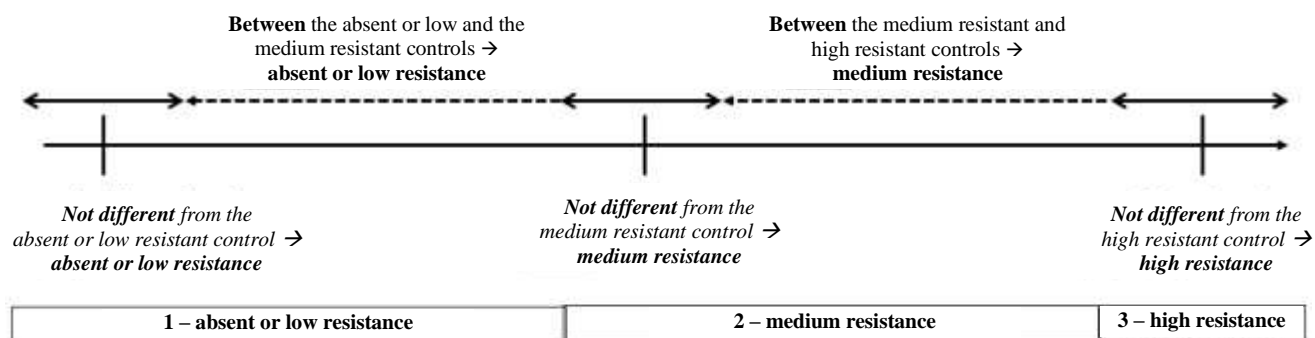 Between the absent or low and the
medium resistant controls →
absent or low resistance
Between the medium resistant and
high resistant controls →
medium resistance
Not different from the
absent or low resistant control →
absent or low resistance
Not different from the
medium resistant control →
medium resistance
Not different from the
high resistant control →
high resistance
1 – absent or low resistance
2 – medium resistance
3 – high resistance